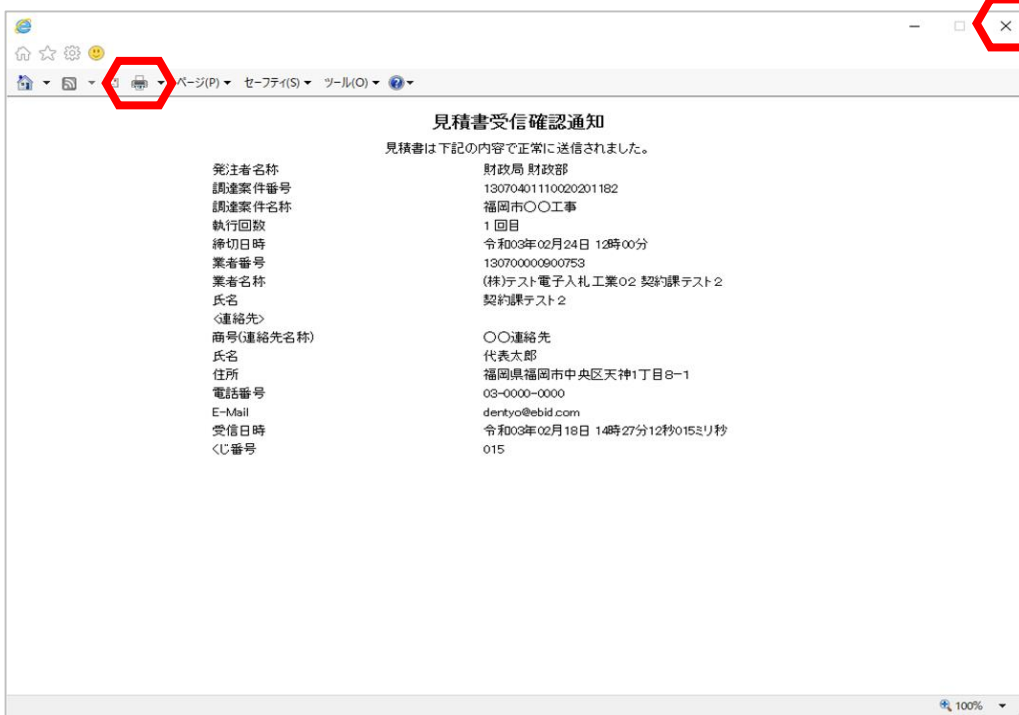 ページ(P) セーフティ(S) ツール(O)
見積書受信確認通知
見積書は下記の内容で正常に送信されました。
発注者名称 財政局 財政部
調達案件番号 13070401110020201182
調達案件名称 福岡市〇〇工事
執行回数 1 回目
締切日時 令和03年02月24日 12時00分
業者番号 130700000900753
業者名称 (株)テスト電子入札工業02 契約課テスト2
氏名 契約課テスト2
<連絡先>
商号(連絡先名称) 〇〇連絡先
氏名 代表太郎
住所 福岡県福岡市中央区天神1丁目8-1
電話番号 03-0000-0000
E-Mail dentyo@ebid.com
受信日時 令和03年02月18日 14時27分12秒015ミリ秒
くじ番号 015
100%